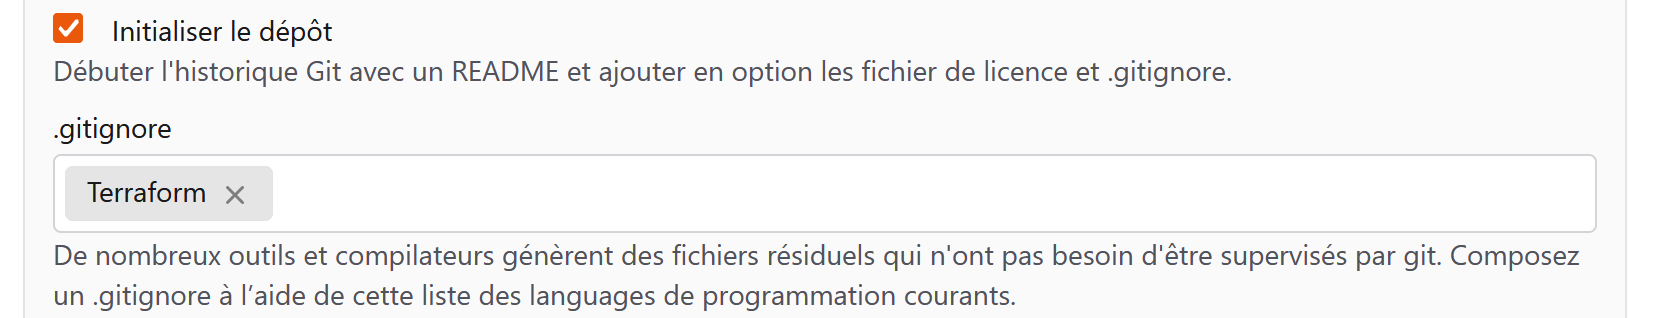 Initialiser le dépôt
Débuter l'historique Git avec un README et ajouter en option les fichier de licence et .gitignore.
.gitignore
Terraform
De nombreux outils et compilateurs génèrent des fichiers résiduels qui n'ont pas besoin d'être supervisés par git. Composez
un .gitignore à l’aide de cette liste des languages de programmation courants.